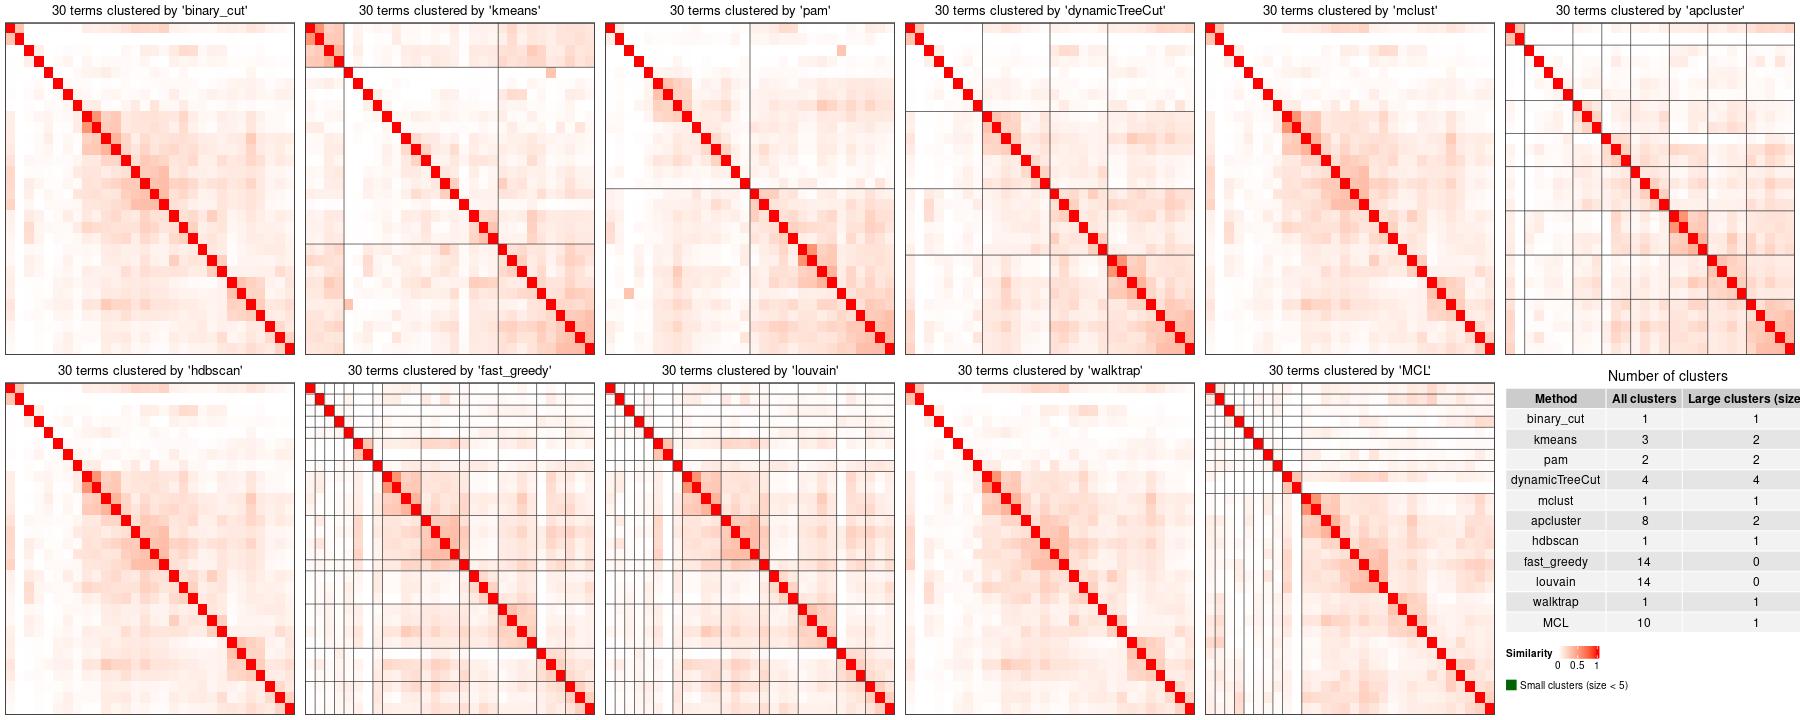 30 terms clustered by 'binary_cut'
30 terms clustered by 'kmeans'
30 terms clustered by 'pam'
30 terms clustered by 'dynamicTreeCut'
30 terms clustered by 'mclust'
30 terms clustered by 'apcluster'
30 terms clustered by 'hdbscan'
30 terms clustered by 'fast_greedy'
30 terms clustered by 'louvain'
30 terms clustered by 'walktrap'
30 terms clustered by 'MCL'
Number of clusters
Method All clusters Large clusters (size
binary_cut 1 1
kmeans 3 2
pam 2 2
dynamicTreeCut 4 4
mclust 1 1
apcluster 8 2
hdbscan 1 1
fast_greedy 14 0
louvain 14 0
walktrap 1 1
MCL 10 1
Similarity
0 0.5 1
Small clusters (size < 5)